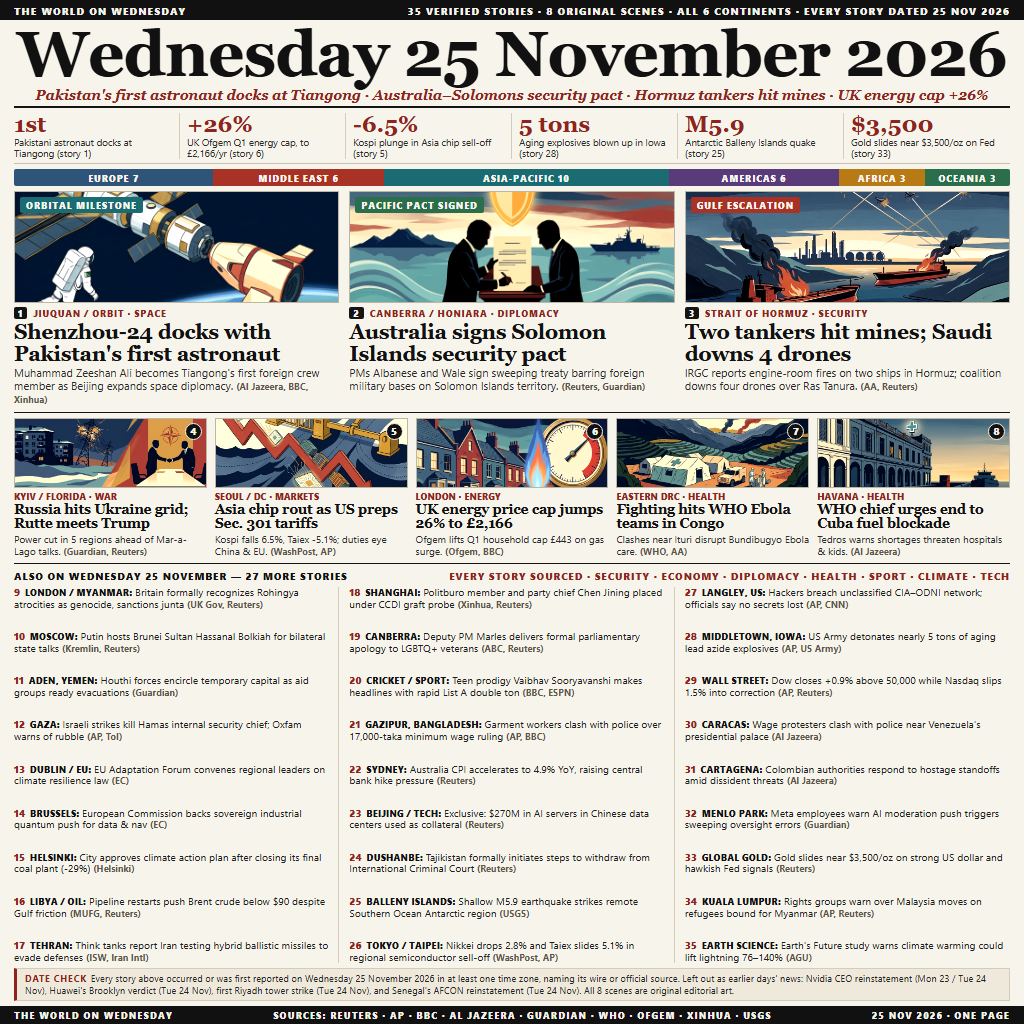 THE WORLD ON WEDNESDAY
35 VERIFIED STORIES · 8 ORIGINAL SCENES · ALL 6 CONTINENTS · EVERY STORY DATED 25 NOV 2026
Wednesday 25 November 2026
Pakistan's first astronaut docks at Tiangong · Australia–Solomons security pact · Hormuz tankers hit mines · UK energy cap +26%
1st
Pakistani astronaut docks at
Tiangong (story 1)
+26%
UK Ofgem Q1 energy cap, to
£2,166/yr (story 6)
-6.5%
Kospi plunge in Asia chip sell-off
(story 5)
5 tons
Aging explosives blown up in Iowa
(story 28)
M5.9
Antarctic Balleny Islands quake
(story 25)
$3,500
Gold slides near $3,500/oz on Fed
(story 33)
EUROPE 7
MIDDLE EAST 6
ASIA-PACIFIC 10
AMERICAS 6
AFRICA 3
OCEANIA 3
ORBITAL MILESTONE
PACIFIC PACT SIGNED
GULF ESCALATION
1 JIUQUAN / ORBIT · SPACE
Shenzhou-24 docks with
Pakistan's first astronaut
Muhammad Zeeshan Ali becomes Tiangong's first foreign crew
member as Beijing expands space diplomacy. (Al Jazeera, BBC,
Xinhua)
2 CANBERRA / HONIARA · DIPLOMACY
Australia signs Solomon
Islands security pact
PMs Albanese and Wale sign sweeping treaty barring foreign
military bases on Solomon Islands territory. (Reuters, Guardian)
3 STRAIT OF HORMUZ · SECURITY
Two tankers hit mines; Saudi
downs 4 drones
IRGC reports engine-room fires on two ships in Hormuz; coalition
downs four drones over Ras Tanura. (AA, Reuters)
4
KYIV / FLORIDA · WAR
Russia hits Ukraine grid;
Rutte meets Trump
Power cut in 5 regions ahead of Mar-a-
Lago talks. (Guardian, Reuters)
5
SEOUL / DC · MARKETS
Asia chip rout as US preps
Sec. 301 tariffs
Kospi falls 6.5%, Taiex -5.1%; duties eye
China & EU. (WashPost, AP)
6
LONDON · ENERGY
UK energy price cap jumps
26% to £2,166
Ofgem lifts Q1 household cap £443 on gas
surge. (Ofgem, BBC)
7
EASTERN DRC · HEALTH
Fighting hits WHO Ebola
teams in Congo
Clashes near Ituri disrupt Bundibugyo Ebola
care. (WHO, AA)
8
HAVANA · HEALTH
WHO chief urges end to
Cuba fuel blockade
Tedros warns shortages threaten hospitals
& kids. (Al Jazeera)
ALSO ON WEDNESDAY 25 NOVEMBER — 27 MORE STORIES
EVERY STORY SOURCED · SECURITY · ECONOMY · DIPLOMACY · HEALTH · SPORT · CLIMATE · TECH
9 LONDON / MYANMAR: Britain formally recognizes Rohingya
atrocities as genocide, sanctions junta (UK Gov, Reuters)
10 MOSCOW: Putin hosts Brunei Sultan Hassanal Bolkiah for bilateral
state talks (Kremlin, Reuters)
11 ADEN, YEMEN: Houthi forces encircle temporary capital as aid
groups ready evacuations (Guardian)
12 GAZA: Israeli strikes kill Hamas internal security chief; Oxfam
warns of rubble (AP, ToI)
13 DUBLIN / EU: EU Adaptation Forum convenes regional leaders on
climate resilience law (EC)
14 BRUSSELS: European Commission backs sovereign industrial
quantum push for data & nav (EC)
15 HELSINKI: City approves climate action plan after closing its final
coal plant (-29%) (Helsinki)
16 LIBYA / OIL: Pipeline restarts push Brent crude below $90 despite
Gulf friction (MUFG, Reuters)
17 TEHRAN: Think tanks report Iran testing hybrid ballistic missiles to
evade defenses (ISW, Iran Intl)
18 SHANGHAI: Politburo member and party chief Chen Jining placed
under CCDI graft probe (Xinhua, Reuters)
19 CANBERRA: Deputy PM Marles delivers formal parliamentary
apology to LGBTQ+ veterans (ABC, Reuters)
20 CRICKET / SPORT: Teen prodigy Vaibhav Sooryavanshi makes
headlines with rapid List A double ton (BBC, ESPN)
21 GAZIPUR, BANGLADESH: Garment workers clash with police over
17,000-taka minimum wage ruling (AP, BBC)
22 SYDNEY: Australia CPI accelerates to 4.9% YoY, raising central
bank hike pressure (Reuters)
23 BEIJING / TECH: Exclusive: $270M in AI servers in Chinese data
centers used as collateral (Reuters)
24 DUSHANBE: Tajikistan formally initiates steps to withdraw from
International Criminal Court (Reuters)
25 BALLENY ISLANDS: Shallow M5.9 earthquake strikes remote
Southern Ocean Antarctic region (USGS)
26 TOKYO / TAIPEI: Nikkei drops 2.8% and Taiex slides 5.1% in
regional semiconductor sell-off (WashPost, AP)
27 LANGLEY, US: Hackers breach unclassified CIA–ODNI network;
officials say no secrets lost (AP, CNN)
28 MIDDLETOWN, IOWA: US Army detonates nearly 5 tons of aging
lead azide explosives (AP, US Army)
29 WALL STREET: Dow closes +0.9% above 50,000 while Nasdaq slips
1.5% into correction (AP, Reuters)
30 CARACAS: Wage protesters clash with police near Venezuela's
presidential palace (Al Jazeera)
31 CARTAGENA: Colombian authorities respond to hostage standoffs
amid dissident threats (Al Jazeera)
32 MENLO PARK: Meta employees warn AI moderation push triggers
sweeping oversight errors (Guardian)
33 GLOBAL GOLD: Gold slides near $3,500/oz on strong US dollar and
hawkish Fed signals (Reuters)
34 KUALA LUMPUR: Rights groups warn over Malaysia moves on
refugees bound for Myanmar (AP, Reuters)
35 EARTH SCIENCE: Earth's Future study warns climate warming could
lift lightning 76–140% (AGU)
DATE CHECK Every story above occurred or was first reported on Wednesday 25 November 2026 in at least one time zone, naming its wire or official source. Left out as earlier days' news: Nvidia CEO reinstatement (Mon 23 / Tue 24
Nov), Huawei's Brooklyn verdict (Tue 24 Nov), first Riyadh tower strike (Tue 24 Nov), and Senegal's AFCON reinstatement (Tue 24 Nov). All 8 scenes are original editorial art.
THE WORLD ON WEDNESDAY
SOURCES: REUTERS · AP · BBC · AL JAZEERA · GUARDIAN · WHO · OFGEM · XINHUA · USGS
25 NOV 2026 · ONE PAGE